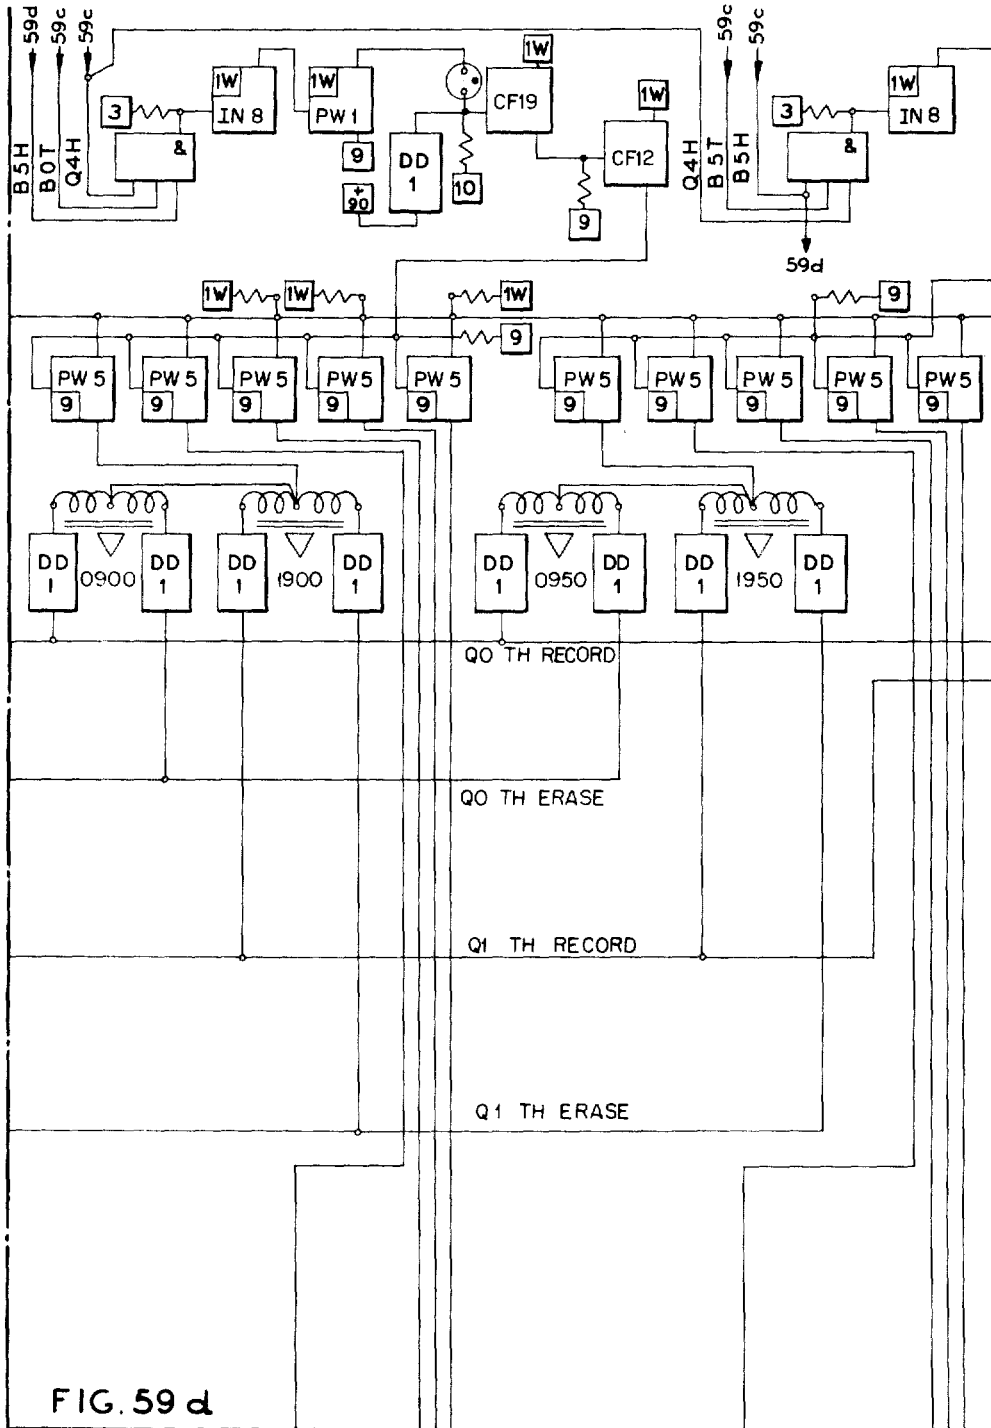 59d 59c 59c
B5H B0T Q4H
3
&
1W
IN 8
1W
PW 1
9
+
90
DD
1
10
1W
CF19
1W
CF12
9
59c 59c
Q4H B5T B5H
3
&
1W
IN 8
59d
1W 1W 1W 9
9
PW 5 PW 5 PW 5 PW 5 PW 5 PW 5 PW 5 PW 5 PW 5 PW 5
9 9 9 9 9 9 9 9 9 9
DD DD DD DD DD DD DD DD
1 0900 1 1 1900 1 1 0950 1 1 1950 1
Q0 TH RECORD
Q0 TH ERASE
Q1 TH RECORD
Q1 TH ERASE
FIG. 59 d